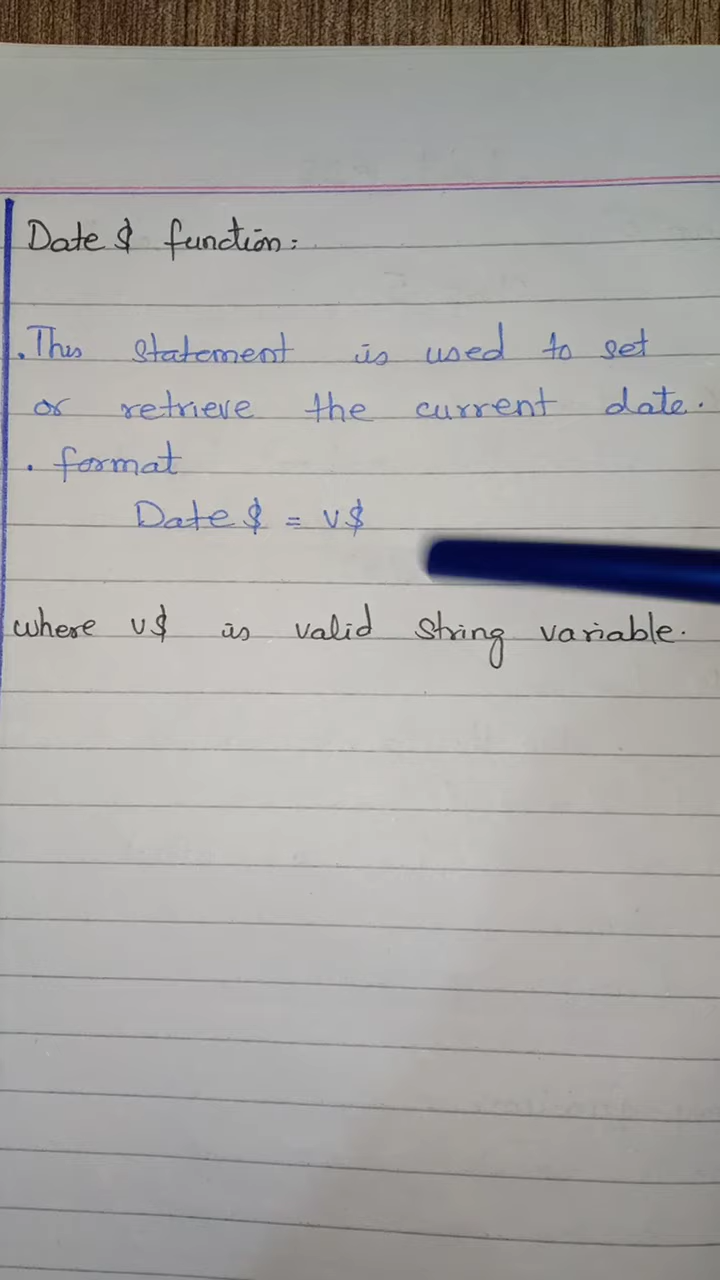 Date $ function:
. This statement is used to set
or retrieve the current date.
. format
Date $ = v$
where v$ is valid string variable.